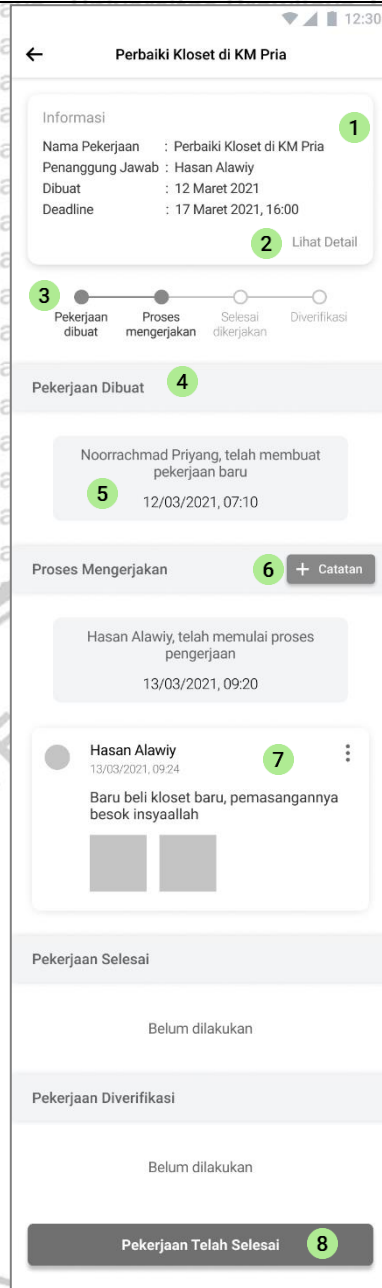 12:30
Perbaiki Kloset di KM Pria
Informasi
1
Nama Pekerjaan : Perbaiki Kloset di KM Pria
Penanggung Jawab : Hasan Alawiy
Dibuat : 12 Maret 2021
Deadline : 17 Maret 2021, 16:00
2 Lihat Detail
3
Pekerjaan dibuat
Proses mengerjakan
Selesai dikerjakan
Diverifikasi
Pekerjaan Dibuat 4
Noorrachmad Priyang, telah membuat
pekerjaan baru
5 12/03/2021, 07:10
Proses Mengerjakan 6 + Catatan
Hasan Alawiy, telah memulai proses
pengerjaan
13/03/2021, 09:20
Hasan Alawiy 7
13/03/2021, 09:24
Baru beli kloset baru, pemasangannya
besok insyaallah
Pekerjaan Selesai
Belum dilakukan
Pekerjaan Diverifikasi
Belum dilakukan
Pekerjaan Telah Selesai 8